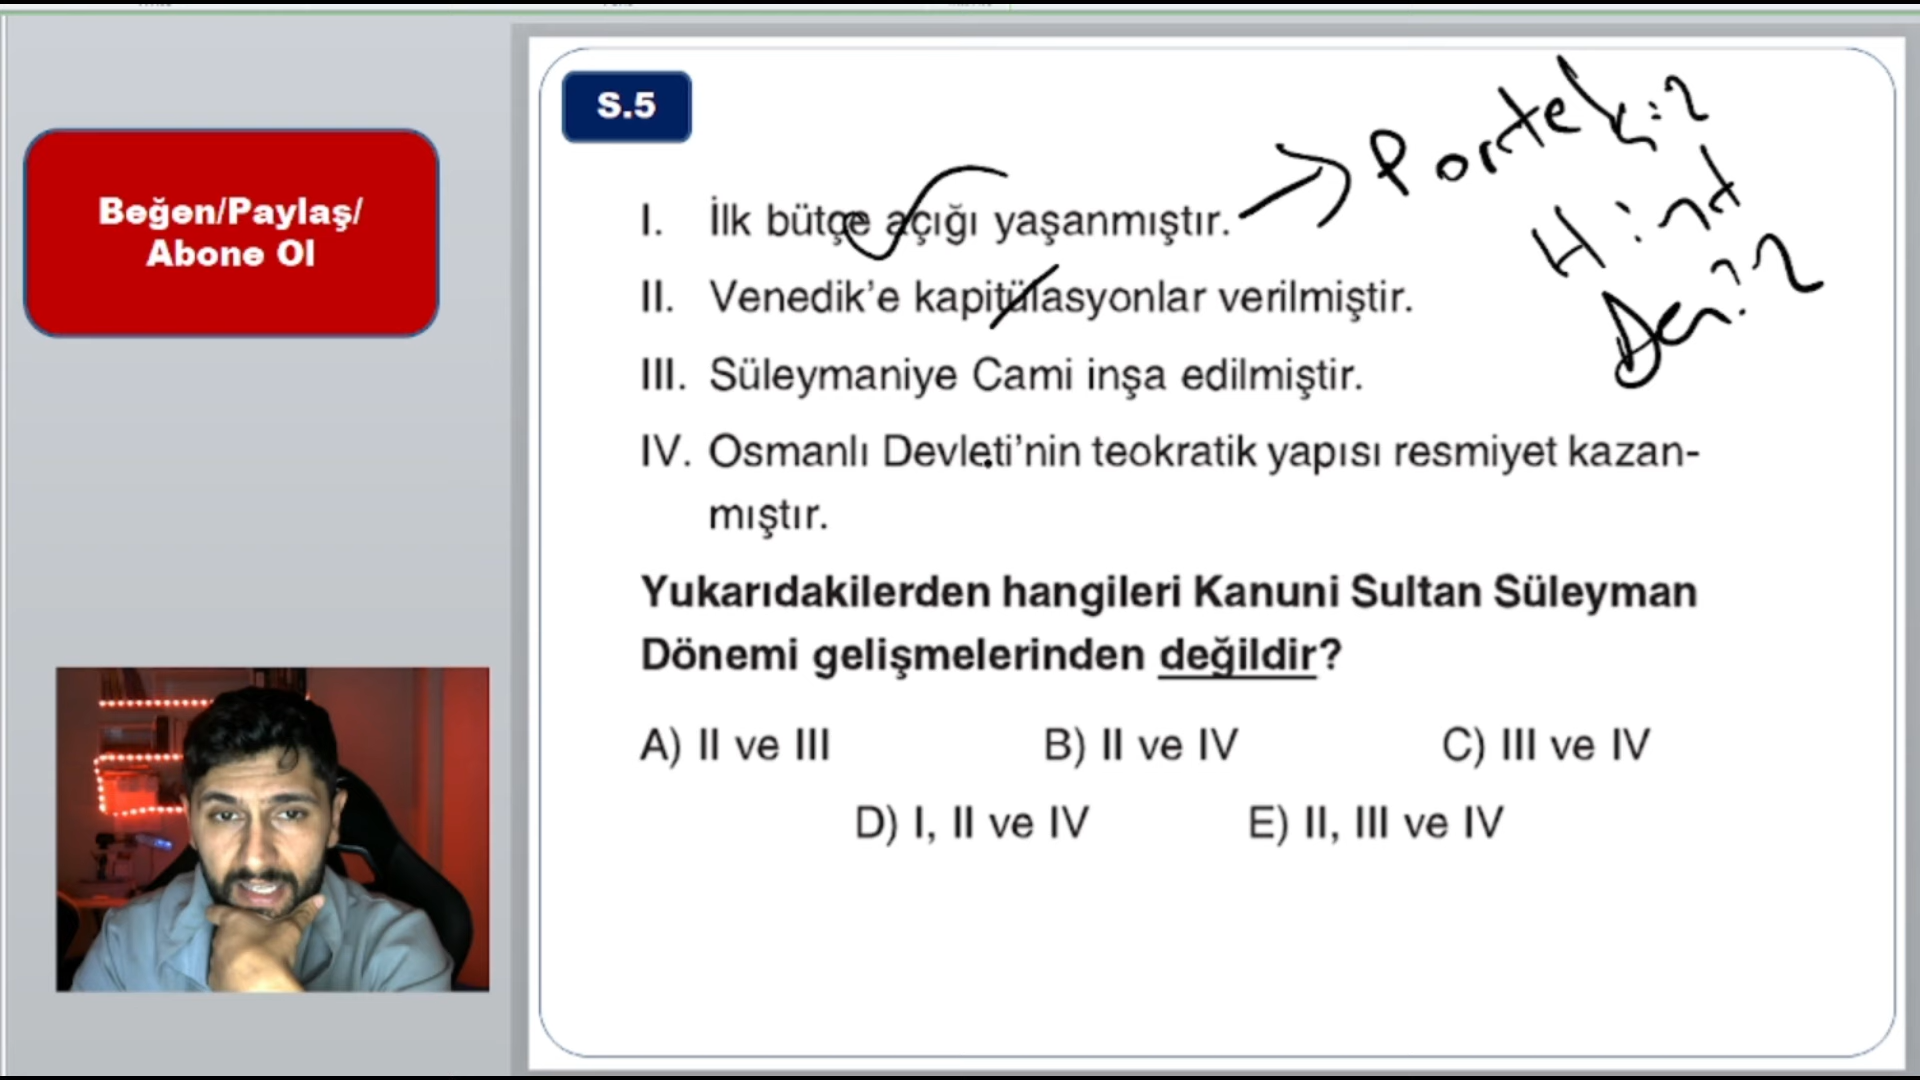 Beğen/Paylaş/
Abone Ol
S.5
I. İlk bütçe açığı yaşanmıştır.
Portekiz
Hint
Deniz
II. Venedik’e kapitülasyonlar verilmiştir.
III. Süleymaniye Cami inşa edilmiştir.
IV. Osmanlı Devleti’nin teokratik yapısı resmiyet kazan-
mıştır.
Yukarıdakilerden hangileri Kanuni Sultan Süleyman
Dönemi gelişmelerinden değildir?
A) II ve III B) II ve IV C) III ve IV
D) I, II ve IV E) II, III ve IV